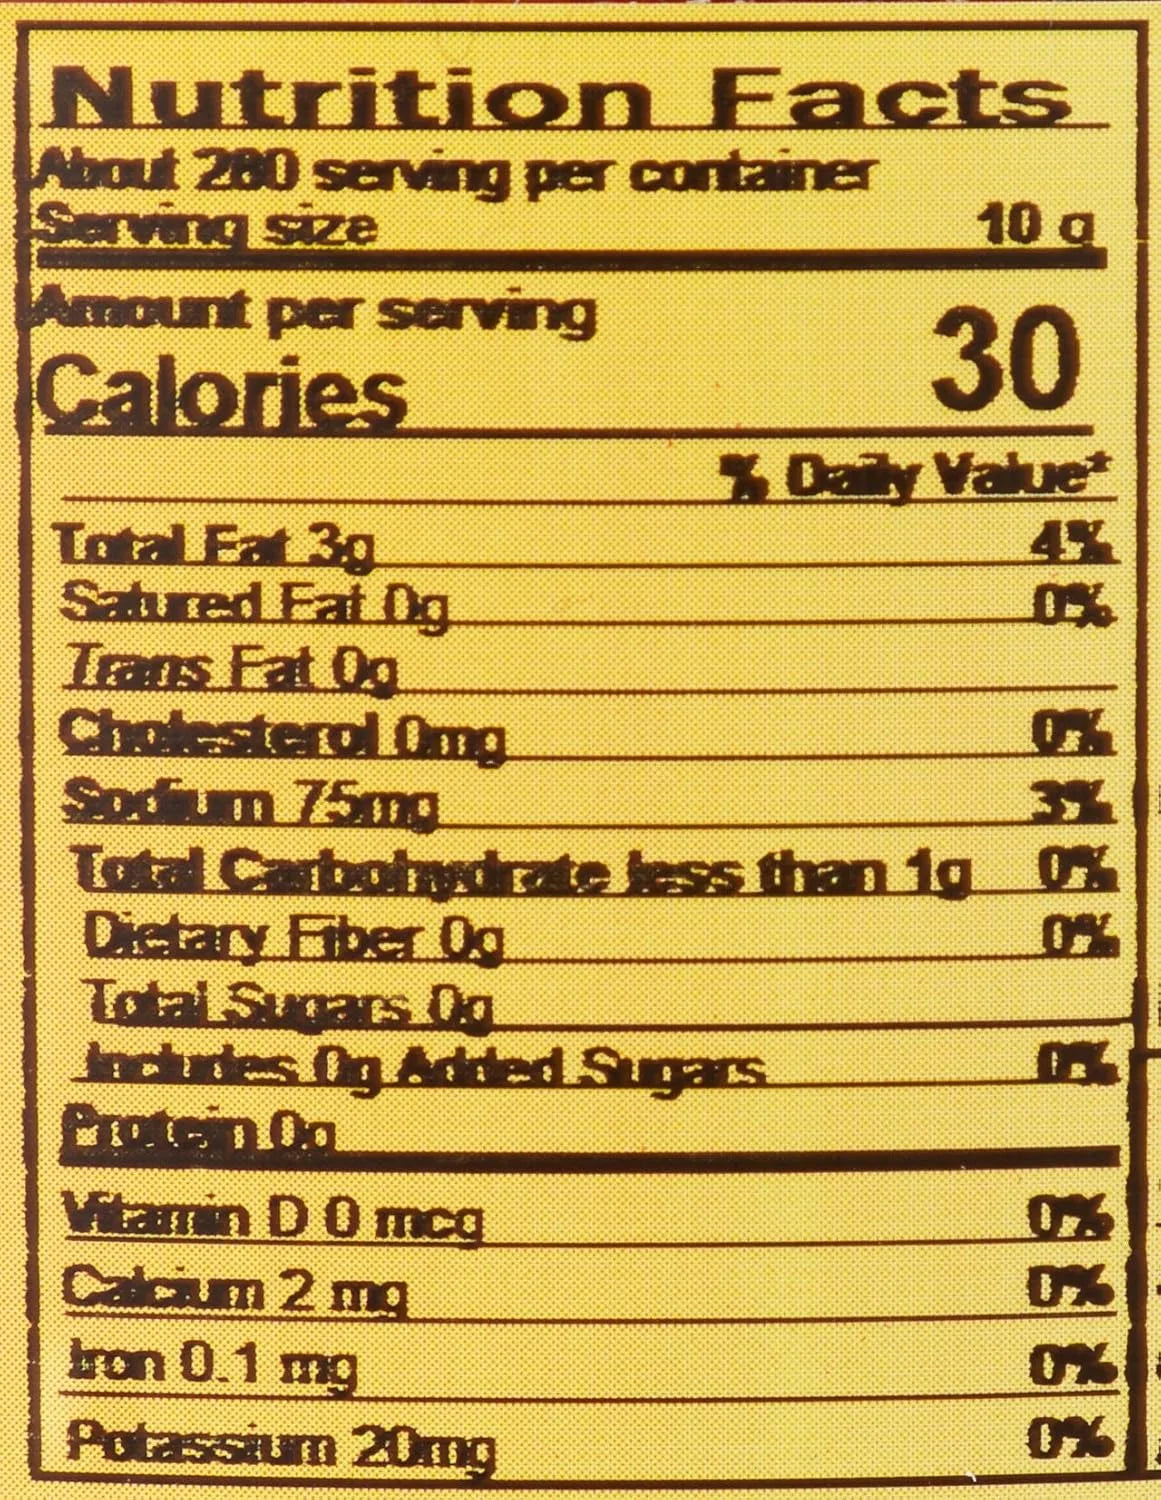 Nutrition Facts
About 280 serving per container
Serving size 10 g
Amount per serving
Calories 30
% Daily Value*
Total Fat 3g 4%
Satured Fat 0g 0%
Trans Fat 0g
Cholesterol 0mg 0%
Sodium 75mg 3%
Total Carbohydrate less than 1g 0%
Dietary Fiber 0g 0%
Total Sugars 0g
Includes 0g Added Sugars 0%
Protein 0g
Vitamin D 0 mcg 0%
Calcium 2 mg 0%
Iron 0.1 mg 0%
Potassium 20mg 0%